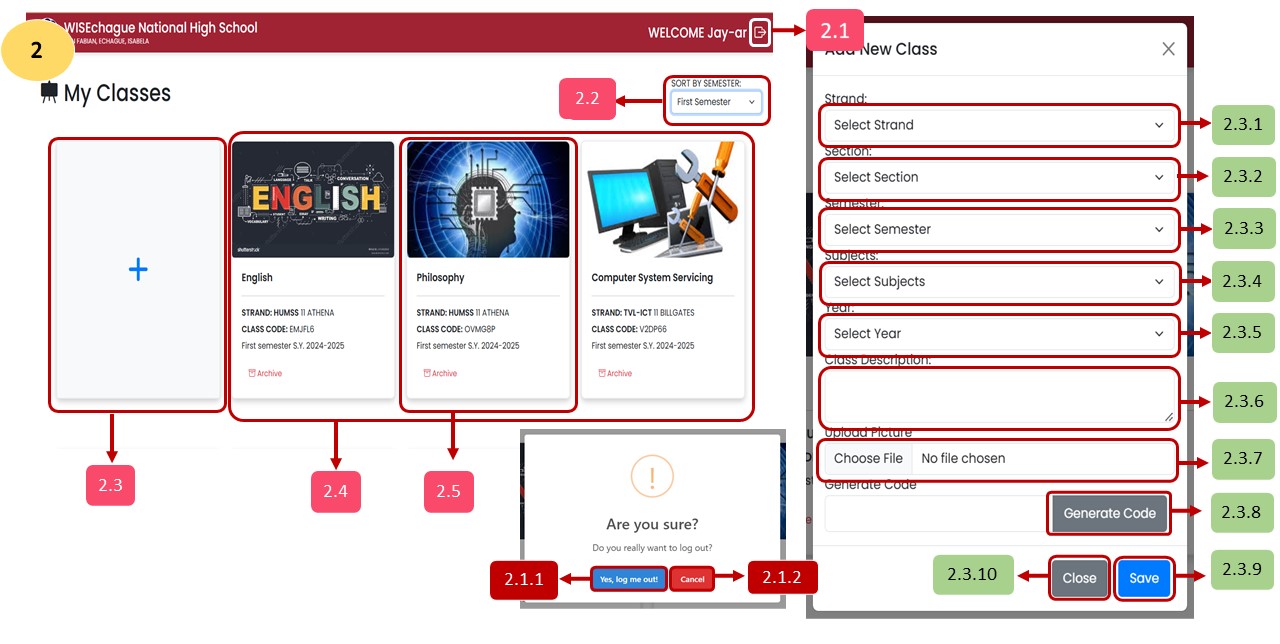 WISEchague National High School
FABIAN, ECHAGUE, ISABELA
WELCOME Jay-ar
2.1
2
My Classes
2.2
SORT BY SEMESTER:
First Semester
ENGLISH
LANGUAGE
TALK
CONVERSATION
WRITING
VOCABULARY
shutterstock
English
STRAND: HUMSS 11 ATHENA
CLASS CODE: EMJFL6
First semester S.Y. 2024-2025
Archive
Philosophy
STRAND: HUMSS 11 ATHENA
CLASS CODE: OVMG8P
First semester S.Y. 2024-2025
Archive
Computer System Servicing
STRAND: TVL-ICT 11 BILLGATES
CLASS CODE: V2DP66
First semester S.Y. 2024-2025
Archive
2.3
2.4
2.5
Are you sure?
Do you really want to log out?
2.1.1
Yes, log me out!
Cancel
2.1.2
Add New Class
Strand:
Select Strand
2.3.1
Section:
Select Section
2.3.2
Semester:
Select Semester
2.3.3
Subjects:
Select Subjects
2.3.4
Year:
Select Year
2.3.5
Class Description:
2.3.6
Upload Picture
Choose File
No file chosen
2.3.7
Generate Code
Generate Code
2.3.8
2.3.10
Close
Save
2.3.9